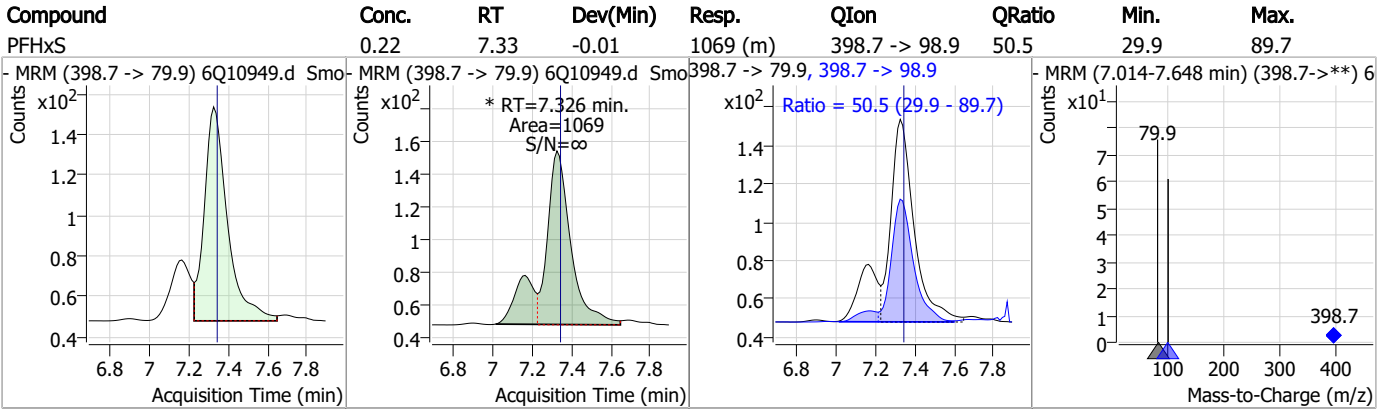 Compound Conc. RT Dev(Min) Resp. QIon QRatio Min. Max.
PFHxS 0.22 7.33 -0.01 1069 (m) 398.7 -> 98.9 50.5 29.9 89.7
- MRM (398.7 -> 79.9) 6Q10949.d Smo
Counts
x10²
1.4
1.2
1
0.8
0.6
0.4
6.8 7 7.2 7.4 7.6 7.8
Acquisition Time (min)
- MRM (398.7 -> 79.9) 6Q10949.d Smo
Counts
x10²
* RT=7.326 min.
Area=1069
S/N=∞
1.6
1.4
1.2
1
0.8
0.6
0.4
6.8 7 7.2 7.4 7.6 7.8
Acquisition Time (min)
398.7 -> 79.9, 398.7 -> 98.9
Counts
x10²
Ratio = 50.5 (29.9 - 89.7)
1.4
1.2
1
0.8
0.6
0.4
6.8 7 7.2 7.4 7.6 7.8
Acquisition Time (min)
- MRM (7.014-7.648 min) (398.7->**) 6
Counts
x10¹
79.9
7
6
5
4
3
2
1
0
398.7
100 200 300 400
Mass-to-Charge (m/z)